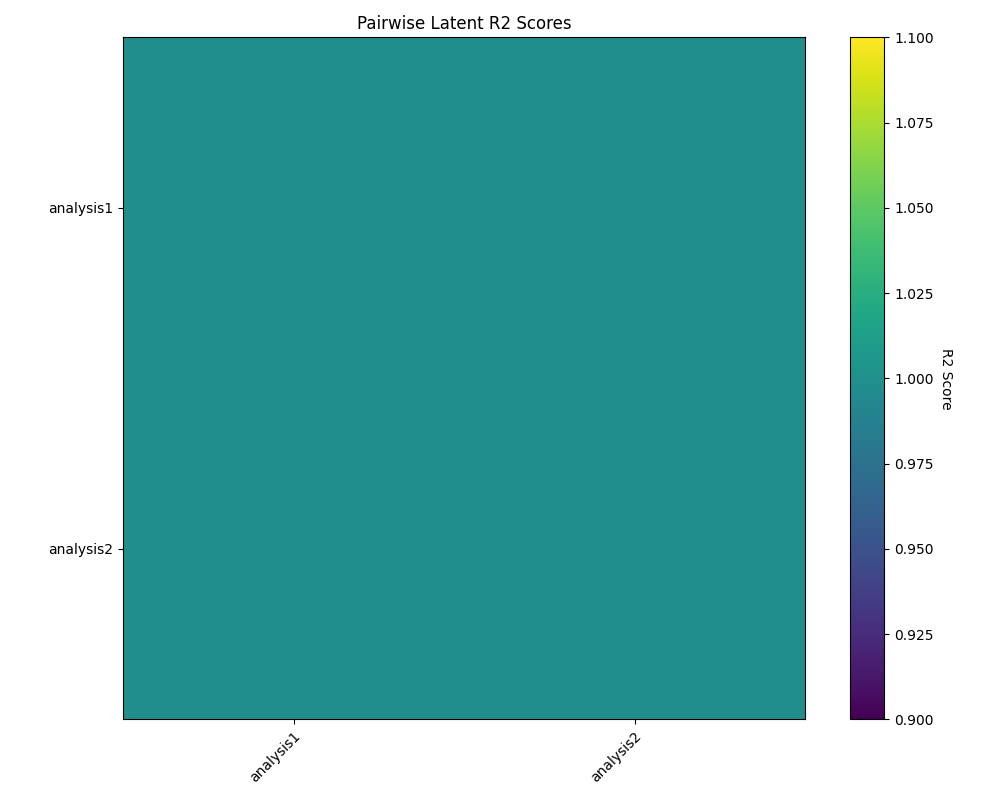 Pairwise Latent R2 Scores
analysis1
analysis2
analysis1
analysis2
1.100
1.075
1.050
1.025
1.000
0.975
0.950
0.925
0.900
R2 Score